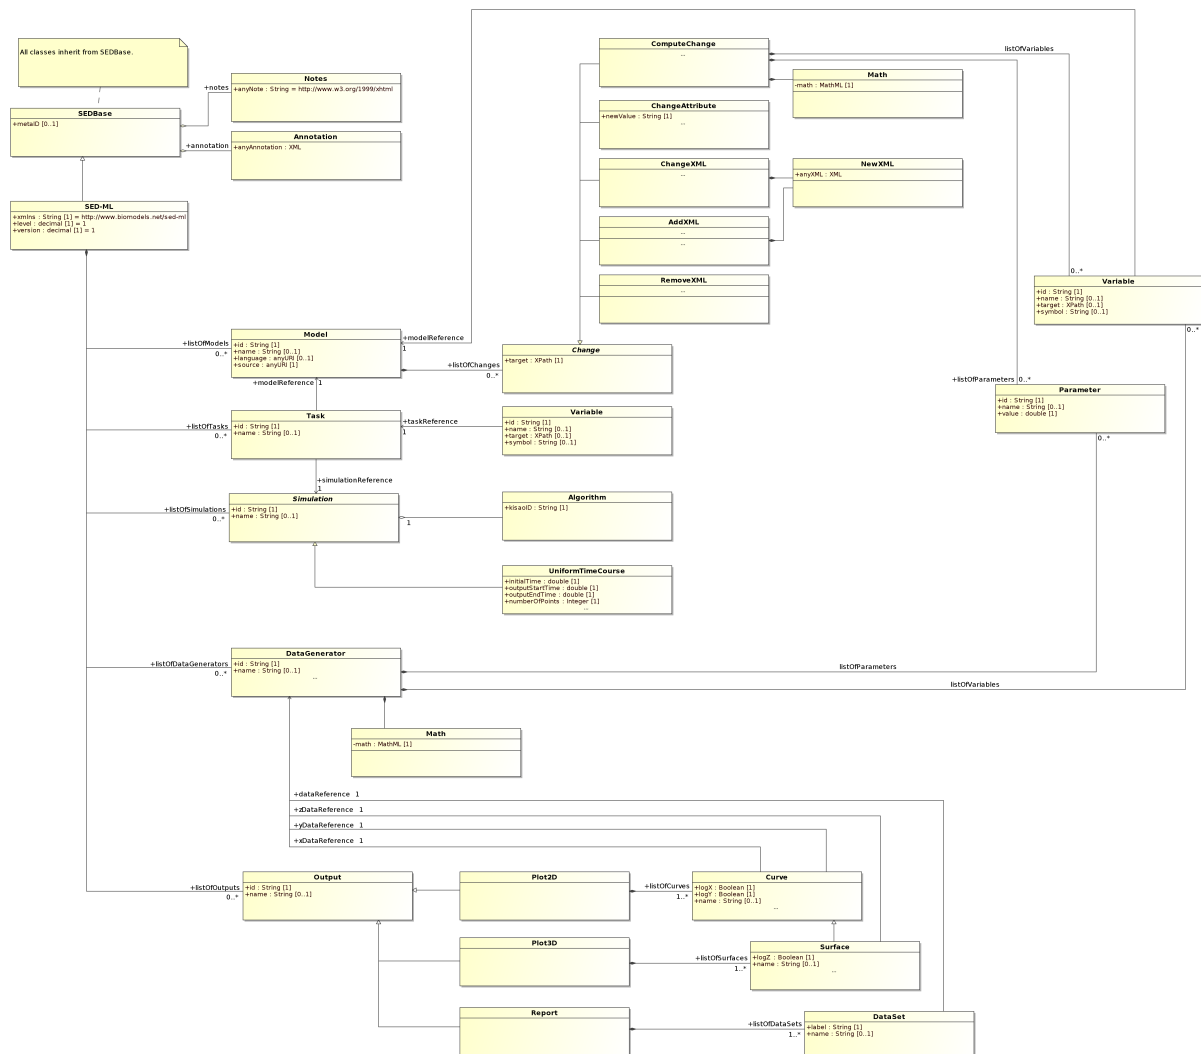 All classes inherit from SEDBase.
SEDBase
+metaID [0..1]
+notes
Notes
+anyNote : String = http://www.w3.org/1999/xhtml
+annotation
Annotation
+anyAnnotation : XML
SED-ML
+xmlns : String [1] = http://www.biomodels.net/sed-ml
+level : decimal [1] = 1
+version : decimal [1] = 1
ComputeChange
...
listOfVariables
Math
-math : MathML [1]
ChangeAttribute
+newValue : String [1]
...
ChangeXML
...
NewXML
+anyXML : XML
AddXML
...
...
RemoveXML
...
0..*
Variable
+id : String [1]
+name : String [0..1]
+target : XPath [0..1]
+symbol : String [0..1]
0..*
+listOfModels
0..*
Model
+id : String [1]
+name : String [0..1]
+language : anyURI [0..1]
+source : anyURI [1]
+modelReference
1
+listOfChanges
0..*
Change
+target : XPath [1]
+listOfParameters 0..*
Parameter
+id : String [1]
+name : String [0..1]
+value : double [1]
0..*
+modelReference 1
+listOfTasks
0..*
Task
+id : String [1]
+name : String [0..1]
+taskReference
1
Variable
+id : String [1]
+name : String [0..1]
+target : XPath [0..1]
+symbol : String [0..1]
+simulationReference
1
+listOfSimulations
0..*
Simulation
+id : String [1]
+name : String [0..1]
1
Algorithm
+kisaoID : String [1]
UniformTimeCourse
+initialTime : double [1]
+outputStartTime : double [1]
+outputEndTime : double [1]
+numberOfPoints : Integer [1]
...
+listOfDataGenerators
0..*
DataGenerator
+id : String [1]
+name : String [0..1]
...
listOfParameters
listOfVariables
Math
-math : MathML [1]
+dataReference 1
+zDataReference 1
+yDataReference 1
+xDataReference 1
+listOfOutputs
0..*
Output
+id : String [1]
+name : String [0..1]
Plot2D
+listOfCurves
1..*
Curve
+logX : Boolean [1]
+logY : Boolean [1]
+name : String [0..1]
...
Plot3D
+listOfSurfaces
1..*
Surface
+logZ : Boolean [1]
+name : String [0..1]
...
Report
+listOfDataSets
1..*
DataSet
+label : String [1]
+name : String [0..1]